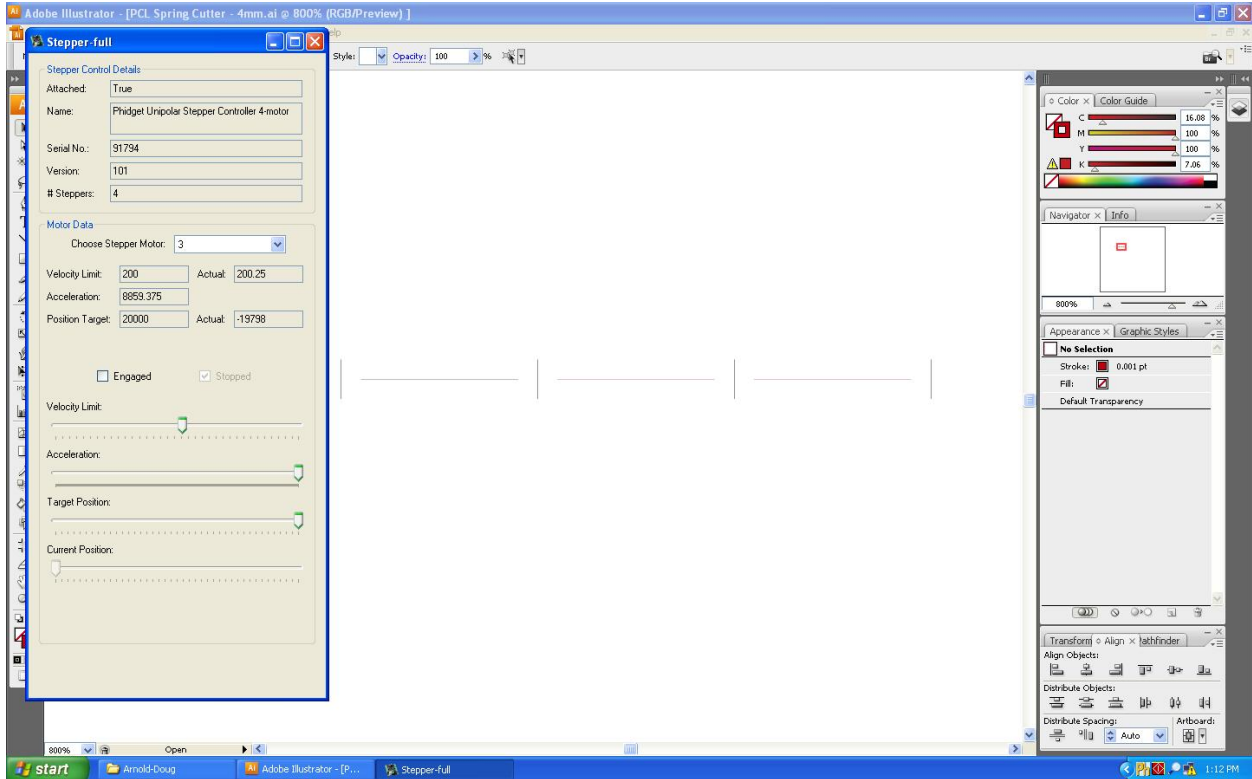 Adobe Illustrator - [PCL Spring Cutter - 4mm.ai @ 800% (RGB/Preview) ]
Stepper-full
Style: Opacity: 100 %
Stepper Control Details
Attached: True
Name: Phidget Unipolar Stepper Controller 4-motor
Serial No.: 91794
Version: 101
# Steppers: 4
Motor Data
Choose Stepper Motor: 3
Velocity Limit: 200 Actual: 200.25
Acceleration: 8859.375
Position Target: 20000 Actual: -19798
Engaged Stopped
Velocity Limit:
Acceleration:
Target Position:
Current Position:
Color Color Guide
C 16.08 %
M 100 %
Y 100 %
K 7.06 %
Navigator Info
800%
Appearance Graphic Styles
No Selection
Stroke: 0.001 pt
Fill:
Default Transparency
Transform Align Pathfinder
Align Objects:
Distribute Objects:
Distribute Spacing: Artboard:
Auto
800% Open
start Arnold-Doug Adobe Illustrator - [P... Stepper-full 1:12 PM